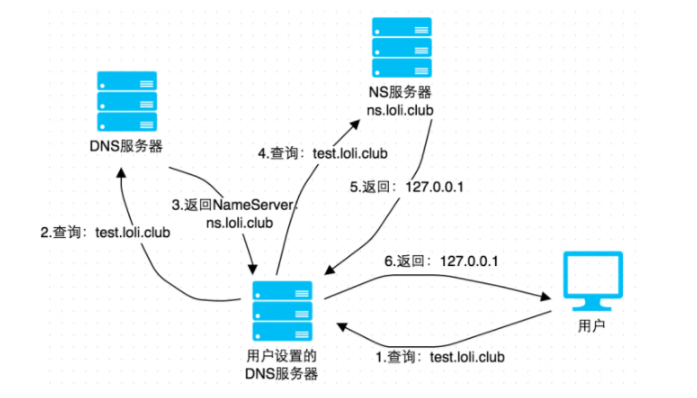 NS服务器
ns.loli.club
DNS服务器
4.查询：test.loli.club
5.返回：127.0.0.1
3.返回NameServer：
ns.loli.club
2.查询：test.loli.club
6.返回：127.0.0.1
用户
用户设置的
DNS服务器
1.查询：test.loli.club